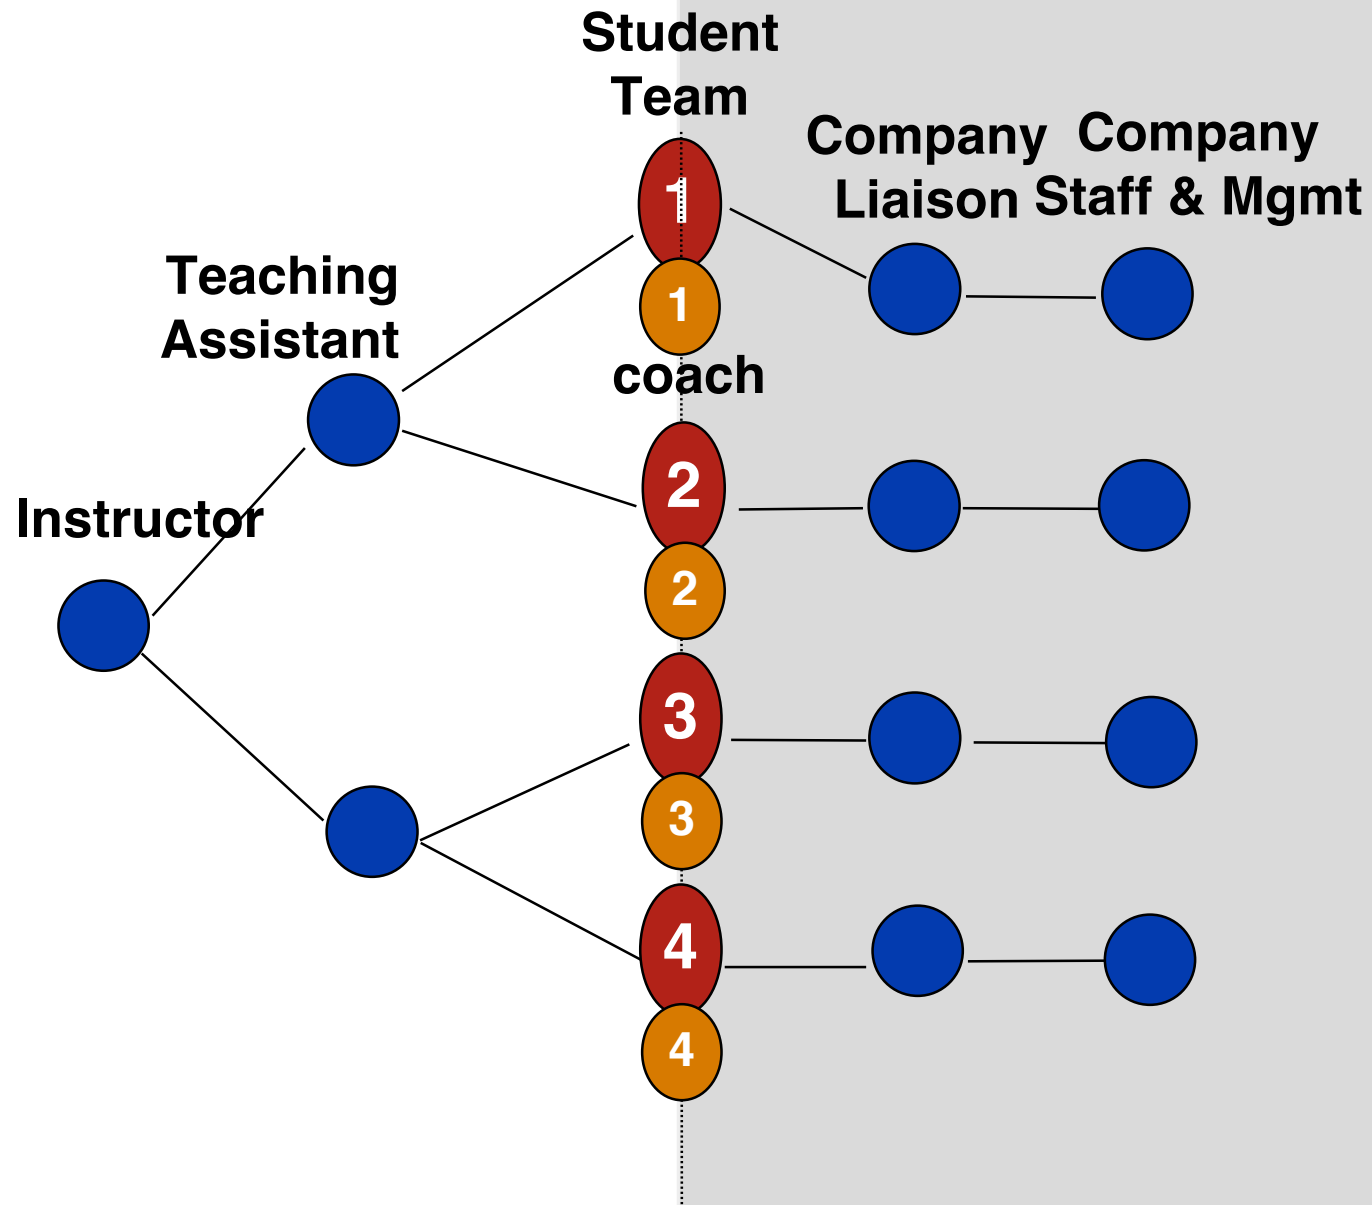 Student
Team
Company
Liaison
Company
Staff & Mgmt
1
1
Teaching
Assistant
coach
2
Instructor
2
3
3
4
4